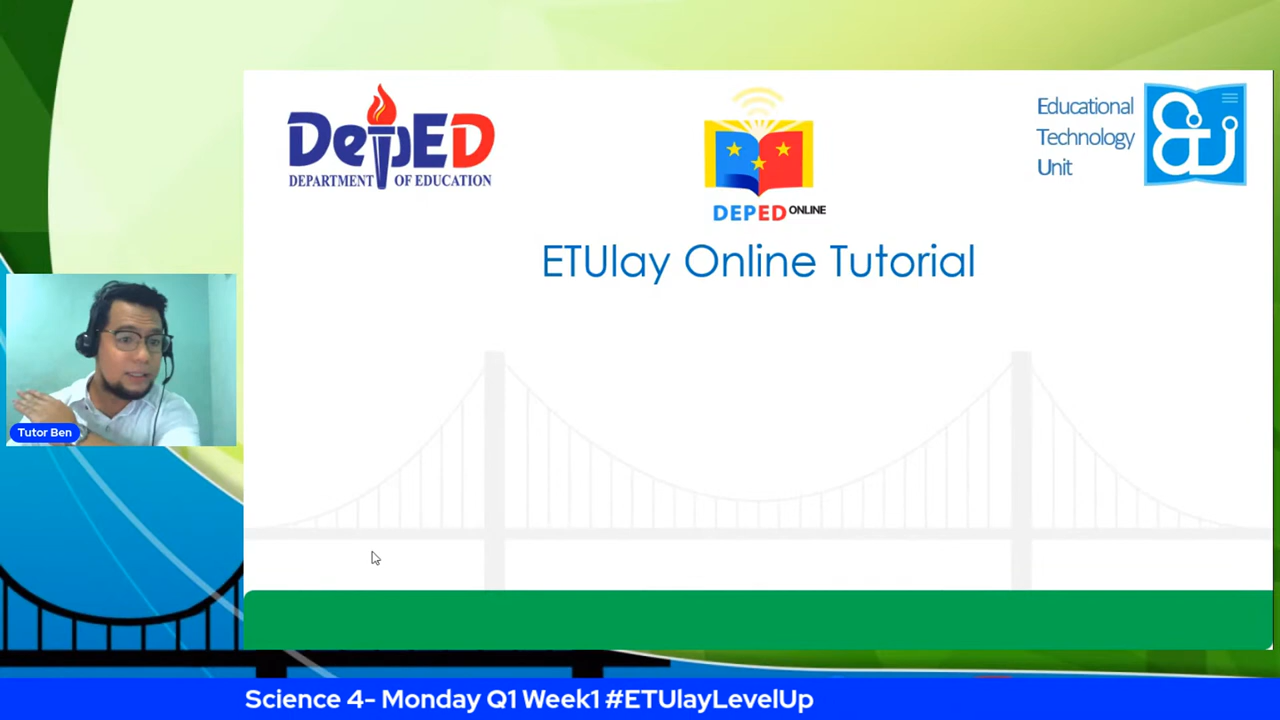 DepED
DEPARTMENT OF EDUCATION
DEPED ONLINE
Educational
Technology
Unit
ETUlay Online Tutorial
Tutor Ben
Science 4- Monday Q1 Week1 #ETUlayLevelUp